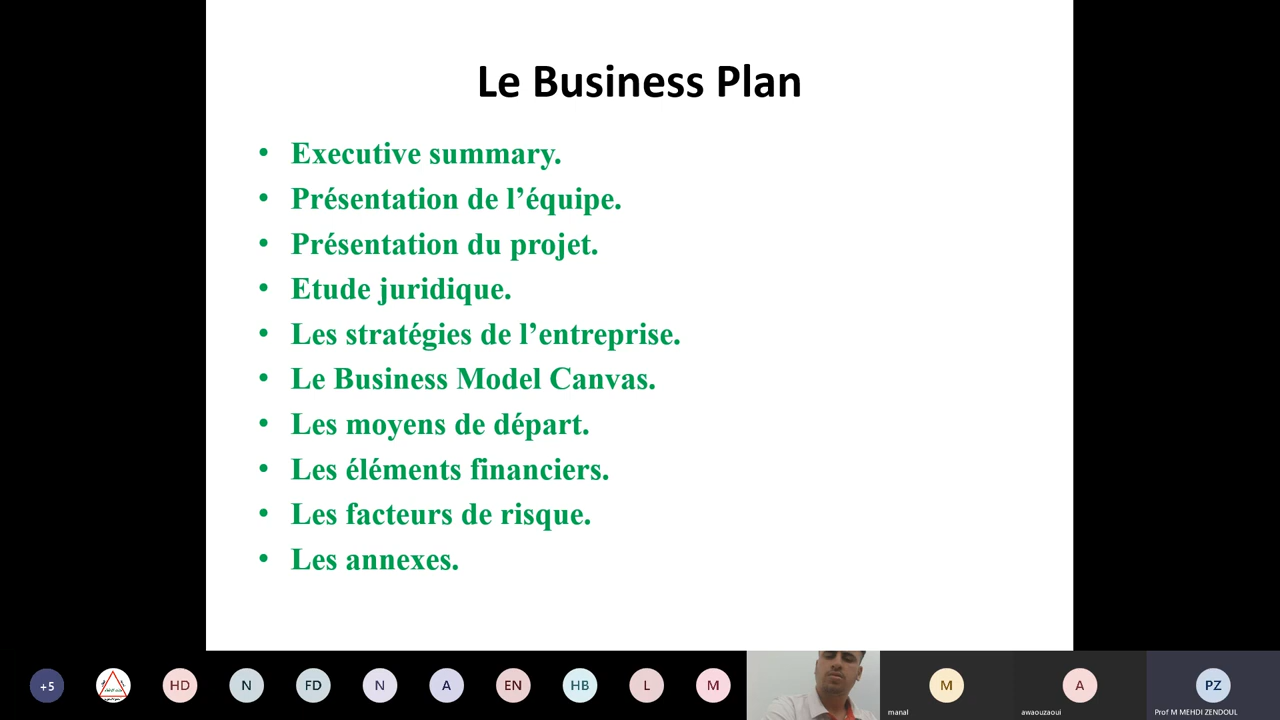 Le Business Plan
• Executive summary.
• Présentation de l’équipe.
• Présentation du projet.
• Etude juridique.
• Les stratégies de l’entreprise.
• Le Business Model Canvas.
• Les moyens de départ.
• Les éléments financiers.
• Les facteurs de risque.
• Les annexes.
+5
HD
N
FD
N
A
EN
HB
L
M
M
A
PZ
manal
awaouzaoui
Prof M MEHDI ZENDOUL